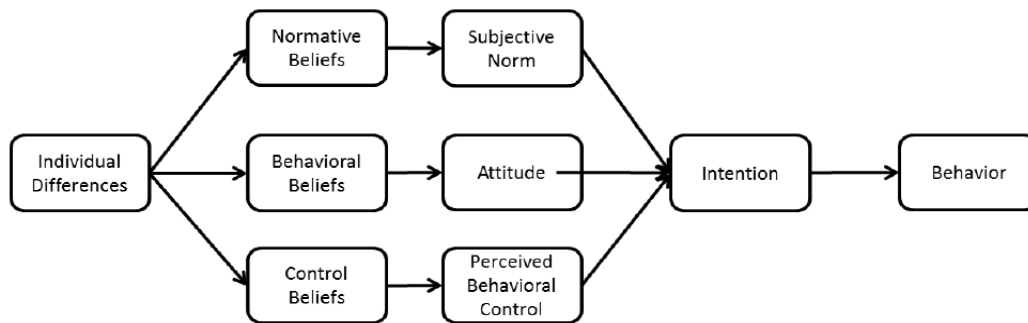 Normative
Beliefs
Subjective
Norm
Individual
Differences
Behavioral
Beliefs
Attitude
Intention
Behavior
Control
Beliefs
Perceived
Behavioral
Control